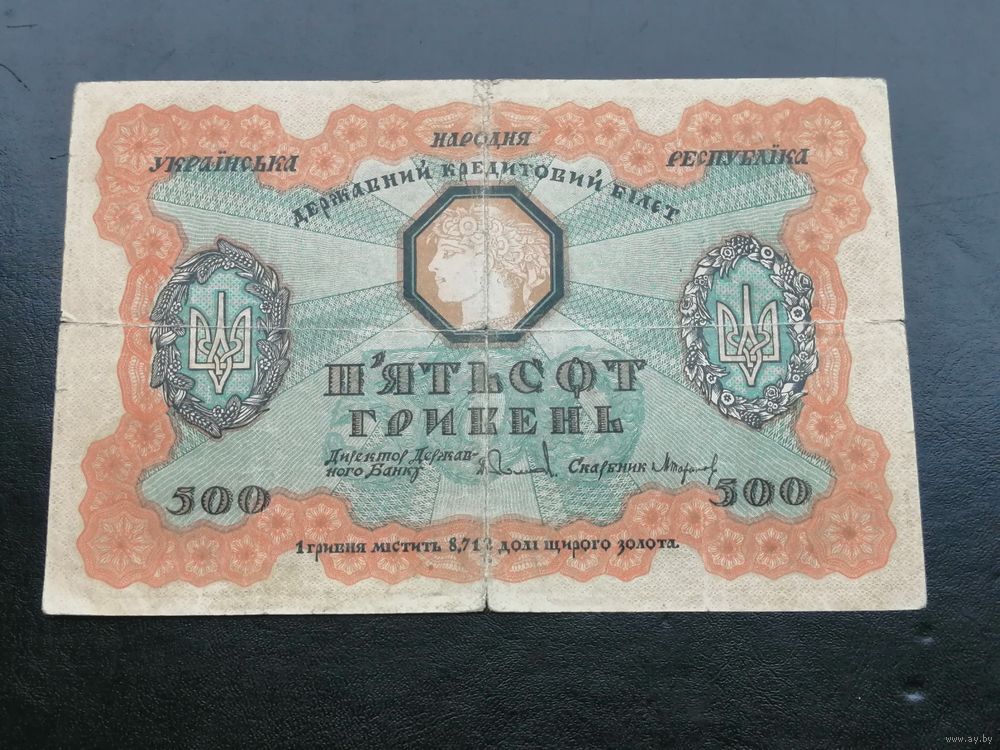 УКРАЇНСЬКА НАРОДНЯ РЕСПУБЛІКА
ДЕРЖАВНИЙ КРЕДИТОВИЙ БІЛЕТ
П'ЯТЬСОТ
ГРИВЕНЬ
Директор Держав-
ного Банку
Скарбник
500 500
1 гривня містить 8,712 долі щирого золота.
www.ay.by